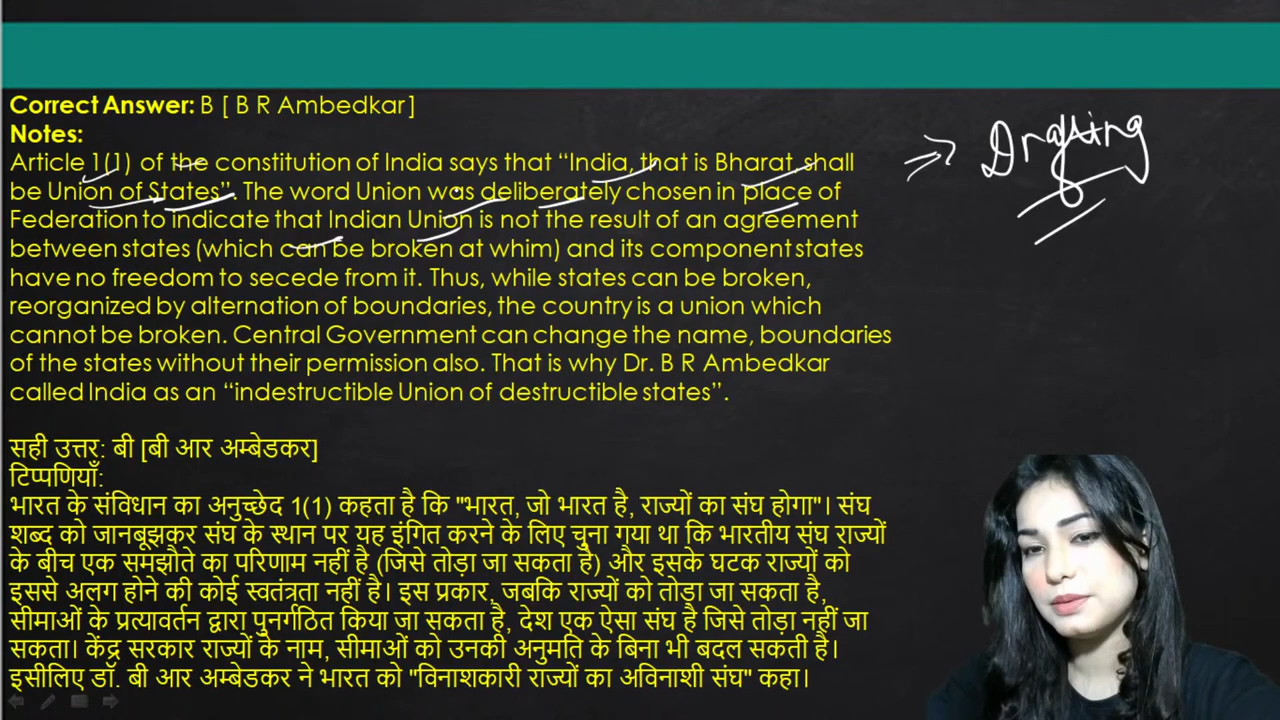 Correct Answer: B [ B R Ambedkar]
Notes:
Article 1(1) of the constitution of India says that “India, that is Bharat shall
be Union of States”. The word Union was deliberately chosen in place of
Federation to indicate that Indian Union is not the result of an agreement
between states (which can be broken at whim) and its component states
have no freedom to secede from it. Thus, while states can be broken,
reorganized by alternation of boundaries, the country is a union which
cannot be broken. Central Government can change the name, boundaries
of the states without their permission also. That is why Dr. B R Ambedkar
called India as an “indestructible Union of destructible states”.
⇒ Drafting
सही उत्तर: बी [बी आर अम्बेडकर]
टिप्पणियाँ:
भारत के संविधान का अनुच्छेद 1(1) कहता है कि "भारत, जो भारत है, राज्यों का संघ होगा"। संघ
शब्द को जानबूझकर संघ के स्थान पर यह इंगित करने के लिए चुना गया था कि भारतीय संघ राज्यों
के बीच एक समझौते का परिणाम नहीं है (जिसे तोड़ा जा सकता है) और इसके घटक राज्यों को
इससे अलग होने की कोई स्वतंत्रता नहीं है। इस प्रकार, जबकि राज्यों को तोड़ा जा सकता है,
सीमाओं के प्रत्यावर्तन द्वारा पुनर्गठित किया जा सकता है, देश एक ऐसा संघ है जिसे तोड़ा नहीं जा
सकता। केंद्र सरकार राज्यों के नाम, सीमाओं को उनकी अनुमति के बिना भी बदल सकती है।
इसीलिए डॉ. बी आर अम्बेडकर ने भारत को "विनाशकारी राज्यों का अविनाशी संघ" कहा।